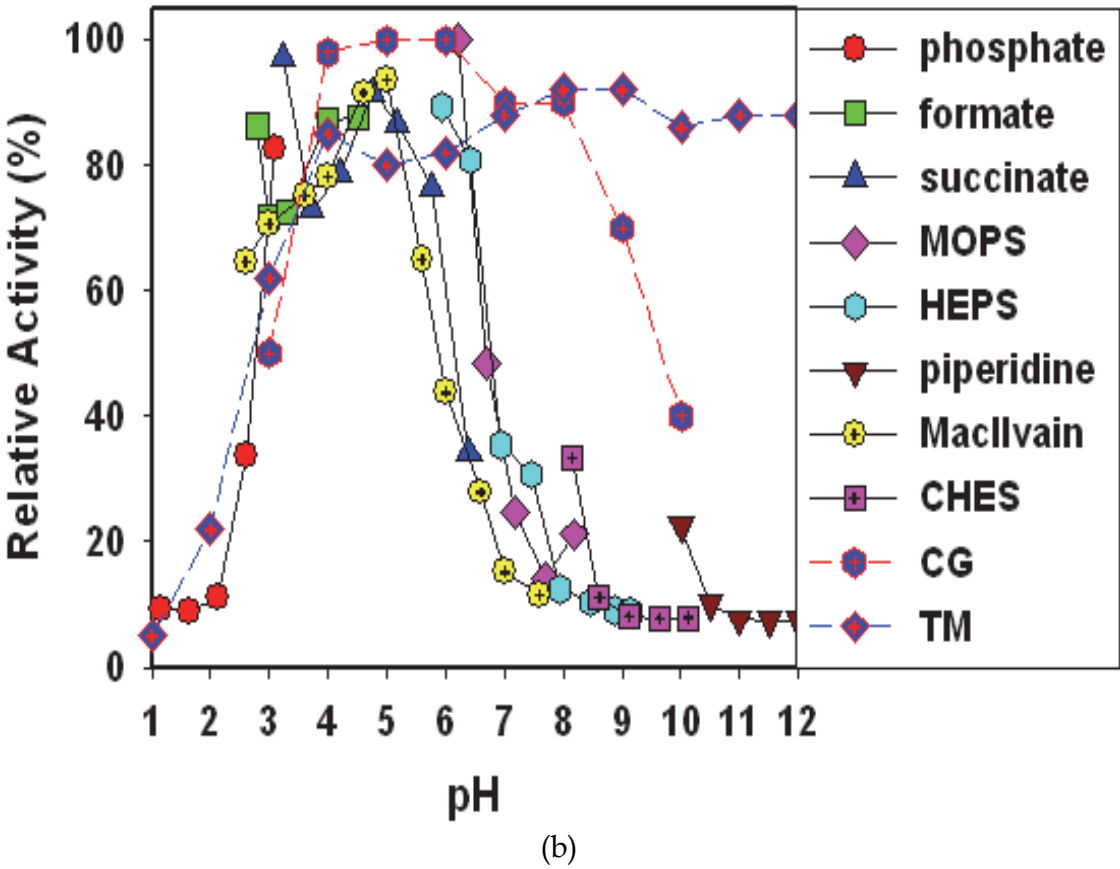 Relative Activity (%)
100
80
60
40
20
0
1 2 3 4 5 6 7 8 9 10 11 12
pH
phosphate
formate
succinate
MOPS
HEPS
piperidine
MacIlvain
CHES
CG
TM
(b)